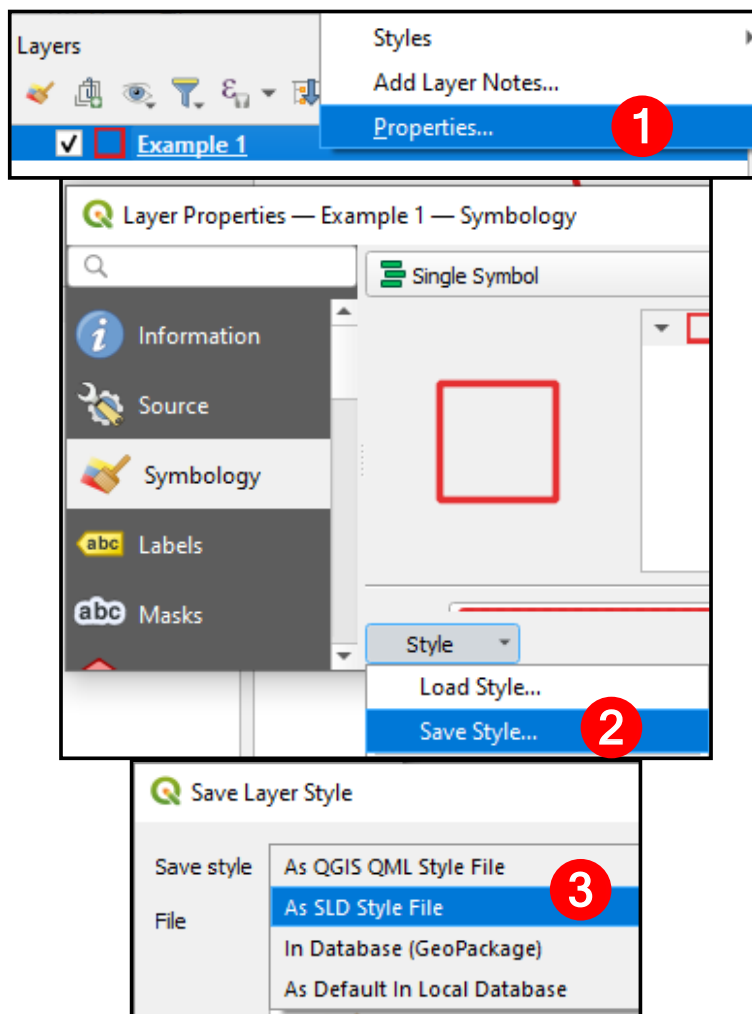 Layers
Styles
Add Layer Notes...
Properties...
1
Example 1
Layer Properties — Example 1 — Symbology
Single Symbol
Information
Source
Symbology
abc Labels
abc Masks
Style
Load Style...
Save Style...
2
Save Layer Style
Save style As QGIS QML Style File
3
File As SLD Style File
In Database (GeoPackage)
As Default In Local Database